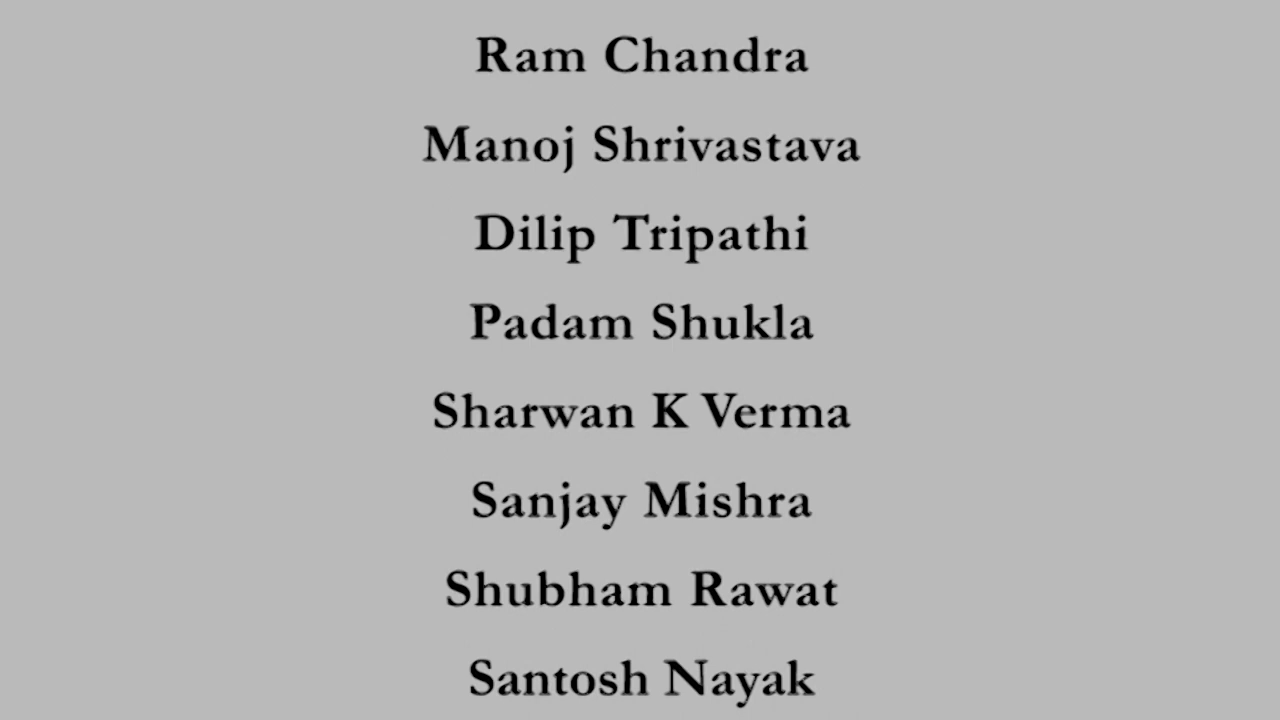 Ram Chandra
Manoj Shrivastava
Dilip Tripathi
Padam Shukla
Sharwan K Verma
Sanjay Mishra
Shubham Rawat
Santosh Nayak